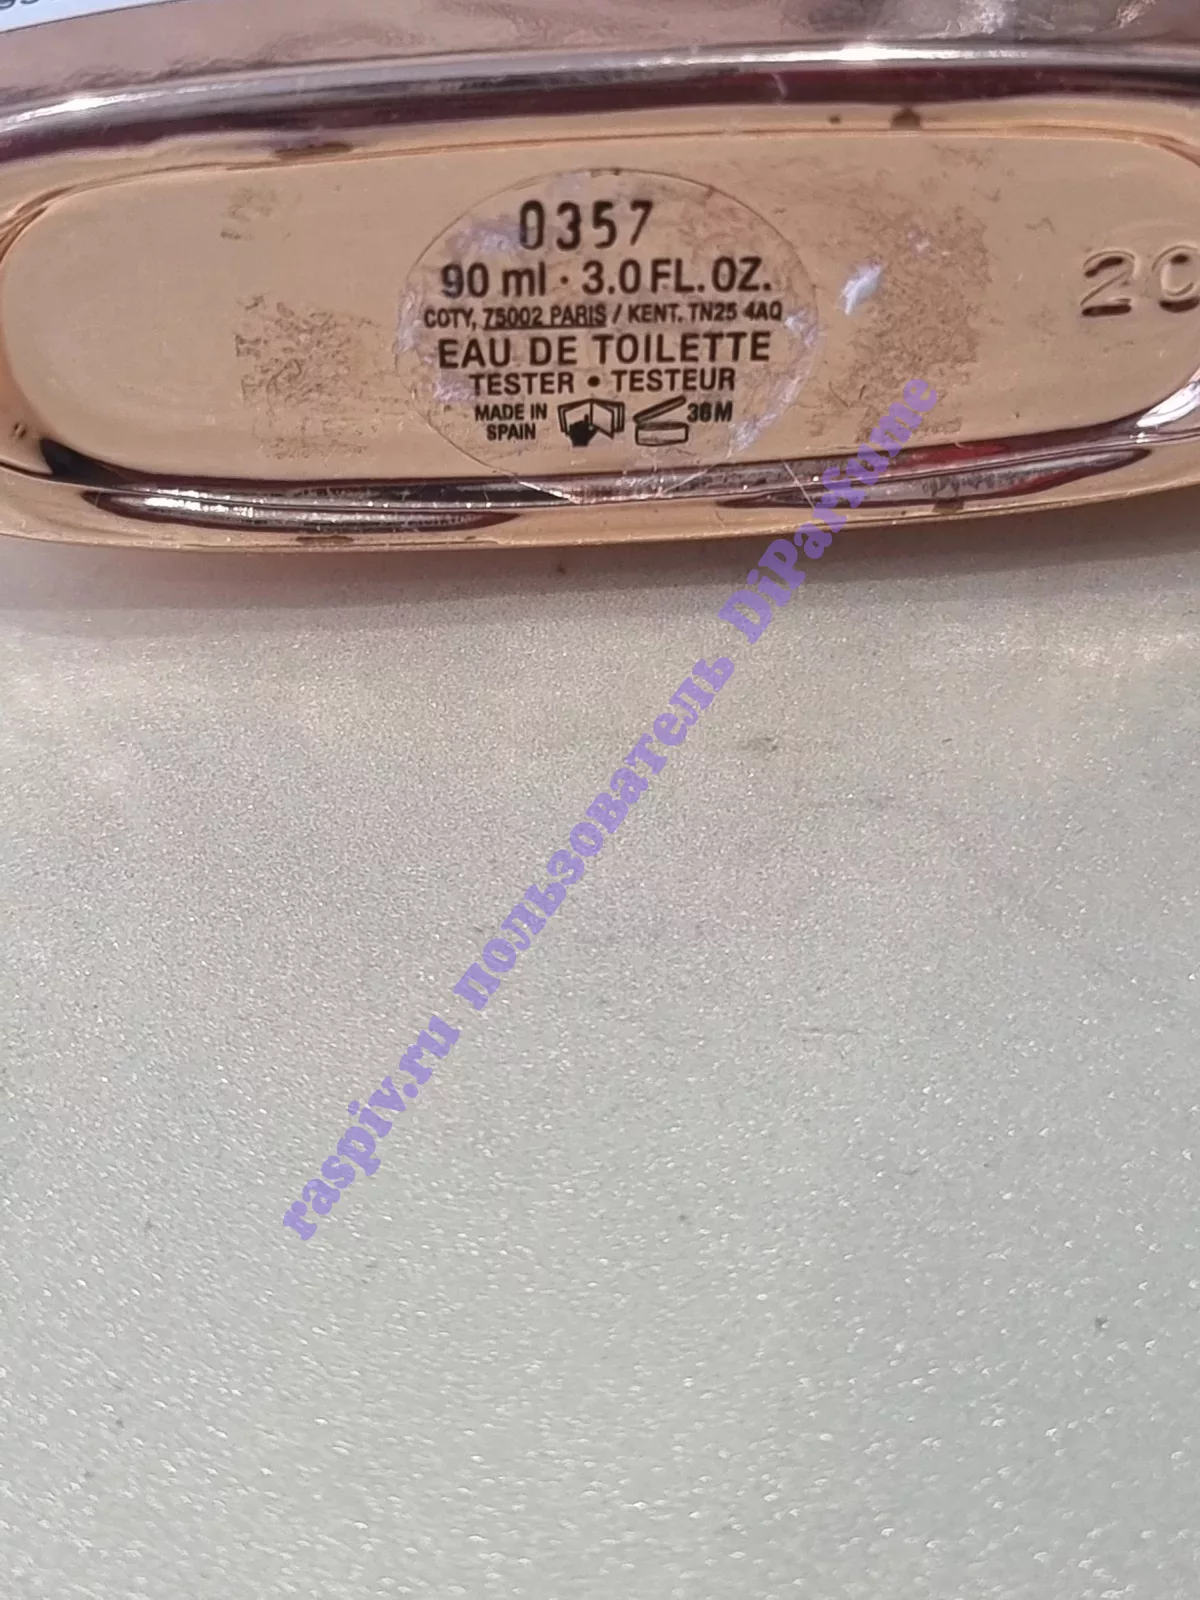 0357
90 ml · 3.0 FL. OZ.
COTY, 75002 PARIS / KENT. TN25 4AQ
EAU DE TOILETTE
TESTER • TESTEUR
MADE IN
SPAIN
36M
20
raspiv.ru пользователь DiParfume